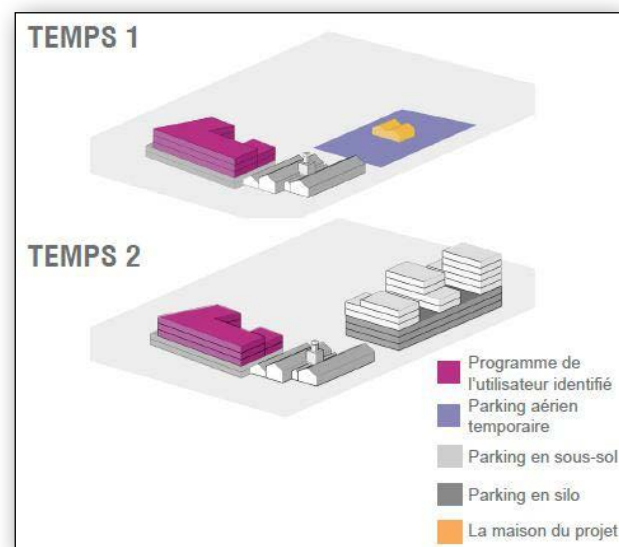 TEMPS 1
TEMPS 2
Programme de
l'utilisateur identifié
Parking aérien
temporaire
Parking en sous-sol
Parking en silo
La maison du projet